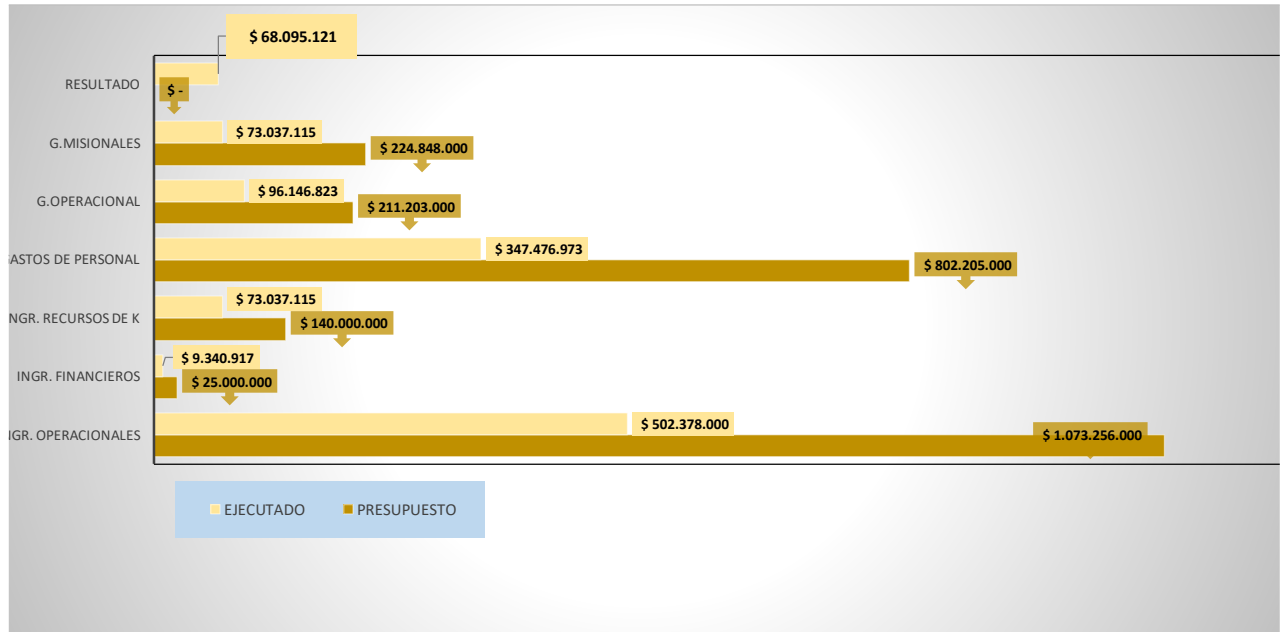 $ 68.095.121
RESULTADO
$ -
G.MISIONALES
$ 73.037.115
$ 224.848.000
G.OPERACIONAL
$ 96.146.823
$ 211.203.000
ASTOS DE PERSONAL
$ 347.476.973
$ 802.205.000
NGR. RECURSOS DE K
$ 73.037.115
$ 140.000.000
INGR. FINANCIEROS
$ 9.340.917
$ 25.000.000
GR. OPERACIONALES
$ 502.378.000
$ 1.073.256.000
EJECUTADO
PRESUPUESTO